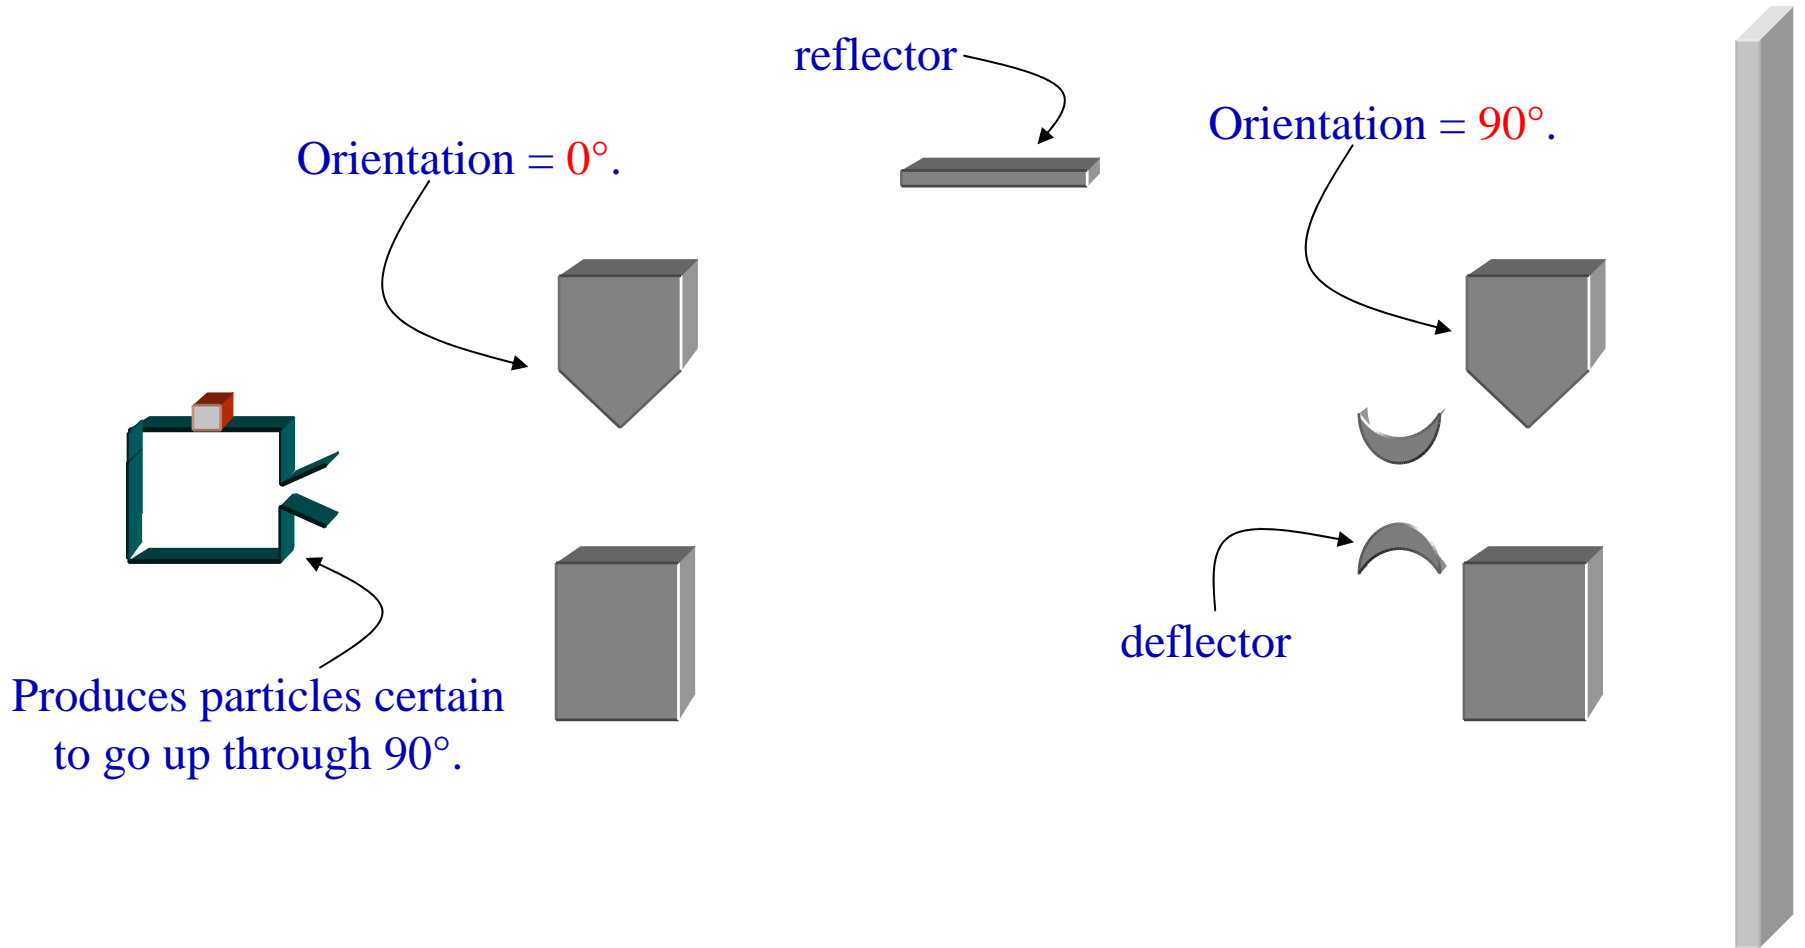 reflector
Orientation = 90°.
Orientation = 0°.
deflector
Produces particles certain
to go up through 90°.